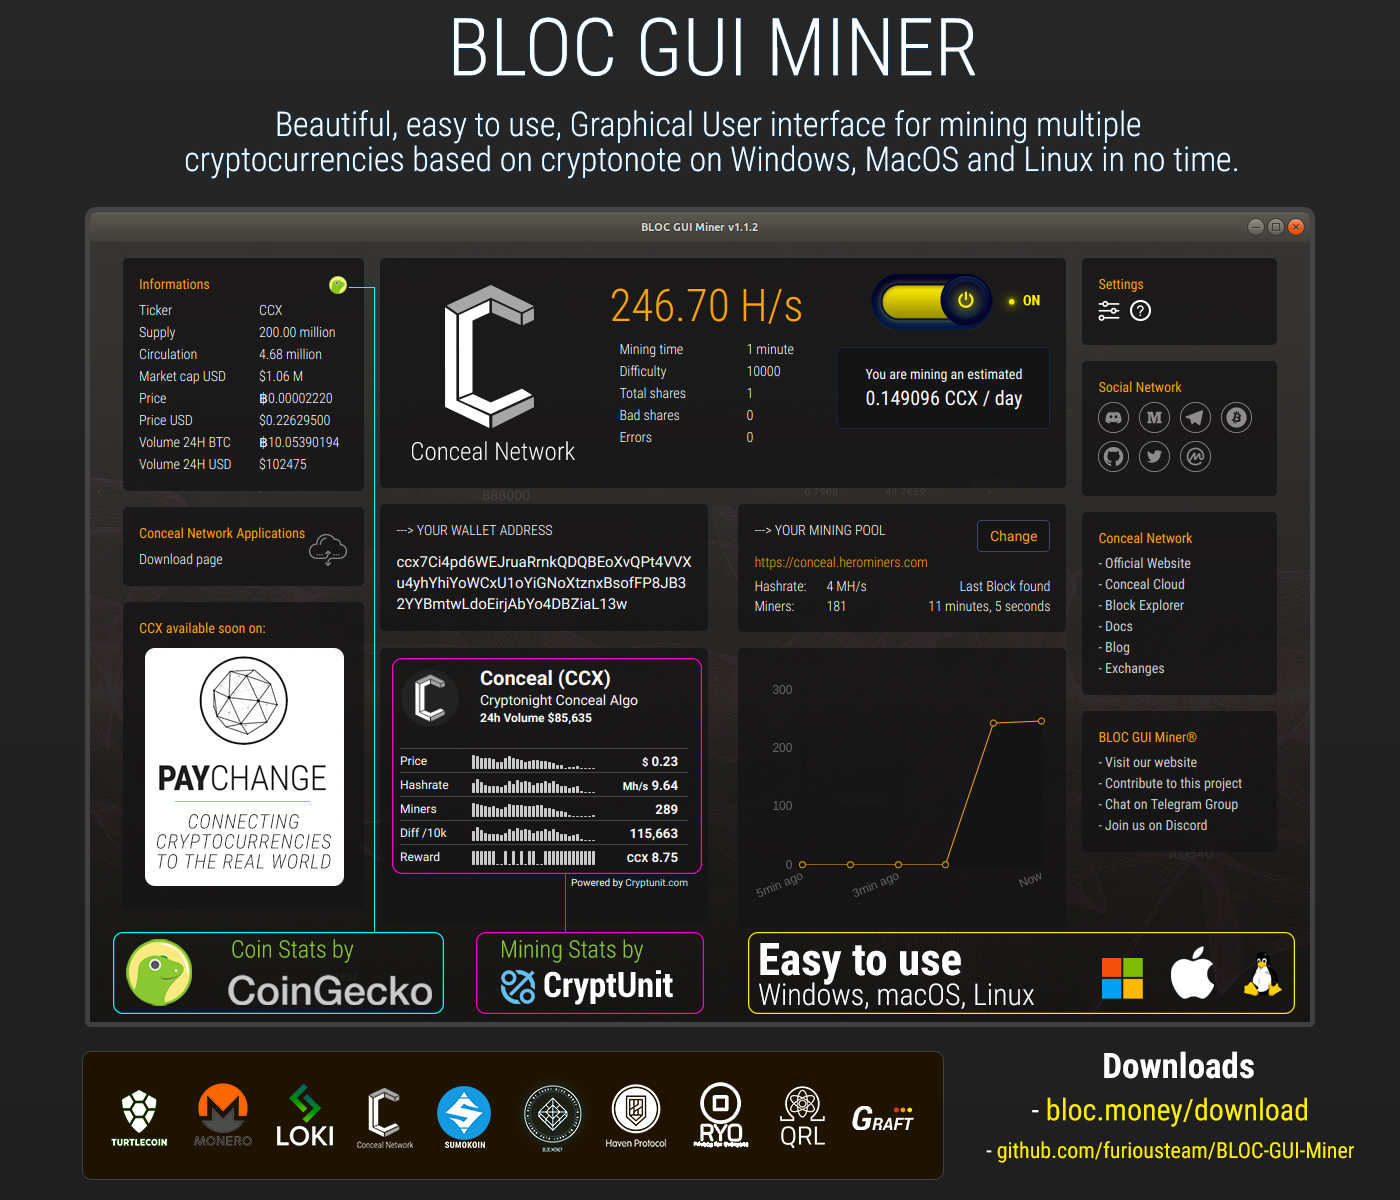 BLOC GUI MINER
Beautiful, easy to use, Graphical User interface for mining multiple
cryptocurrencies based on cryptonote on Windows, MacOS and Linux in no time.
BLOC GUI Miner v1.1.2
Informations
Ticker CCX
Supply 200.00 million
Circulation 4.68 million
Market cap USD $1.06 M
Price ฿0.00002220
Price USD $0.22629500
Volume 24H BTC ฿10.05390194
Volume 24H USD $102475
Conceal Network Applications
Download page
CCX available soon on:
PAYCHANGE
CONNECTING
CRYPTOCURRENCIES
TO THE REAL WORLD
Conceal Network
246.70 H/s
Mining time 1 minute
Difficulty 10000
Total shares 1
Bad shares 0
Errors 0
ON
You are mining an estimated
0.149096 CCX / day
888000
---> YOUR WALLET ADDRESS
ccx7Ci4pd6WEJruaRrnkQDQBEoXvQPt4VVX
u4yhYhiYoWCxU1oYiGNoXtznxBsofFP8JB3
2YYBmtwLdoEirjAbYo4DBZiaL13w
---> YOUR MINING POOL
Change
https://conceal.herominers.com
Hashrate: 4 MH/s Last Block found
Miners: 181 11 minutes, 5 seconds
Conceal (CCX)
Cryptonight Conceal Algo
24h Volume $85,635
Price $ 0.23
Hashrate Mh/s 9.64
Miners 289
Diff /10k 115,663
Reward CCX 8.75
Powered by Cryptunit.com
300
200
100
0
5min ago
3min ago
Now
Settings
Social Network
Conceal Network
- Official Website
- Conceal Cloud
- Block Explorer
- Docs
- Blog
- Exchanges
BLOC GUI Miner®
- Visit our website
- Contribute to this project
- Chat on Telegram Group
- Join us on Discord
Coin Stats by
CoinGecko
Mining Stats by
CryptUnit
Easy to use
Windows, macOS, Linux
TURTLECOIN
MONERO
LOKI
Conceal Network
SUMOKOIN
BLOC.MONEY
Haven Protocol
RYO
QRL
GRAFT
Downloads
- bloc.money/download
- github.com/furiousteam/BLOC-GUI-Miner